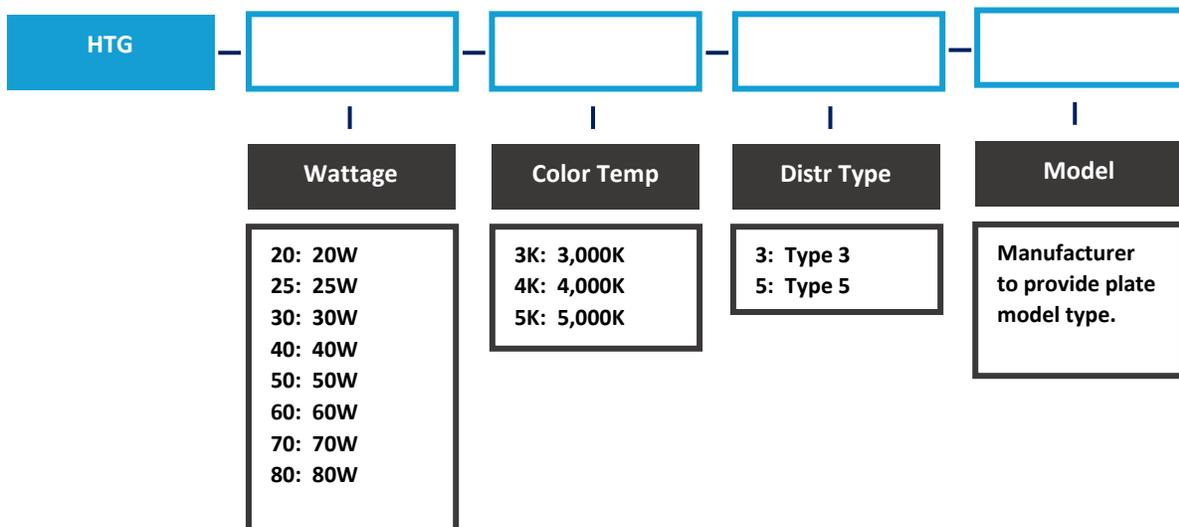 HTG
Wattage
Color Temp
Distr Type
Model
20: 20W
25: 25W
30: 30W
40: 40W
50: 50W
60: 60W
70: 70W
80: 80W
3K: 3,000K
4K: 4,000K
5K: 5,000K
3: Type 3
5: Type 5
Manufacturer
to provide plate
model type.